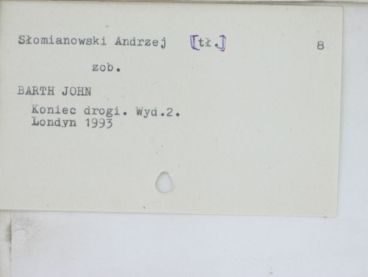 Słomianowski Andrzej [tł.] 8
zob.
BARTH JOHN
Koniec drogi. Wyd.2.
Londyn 1993